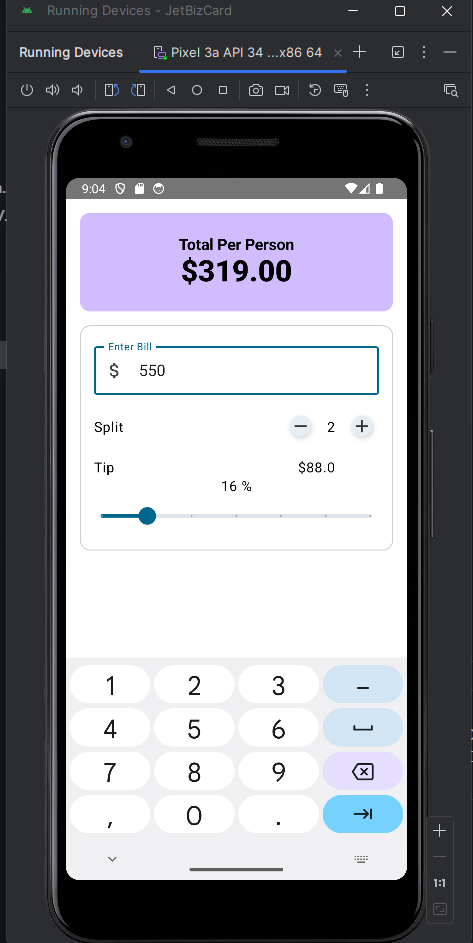 Running Devices - JetBizCard
Running Devices
Pixel 3a API 34 ...x86 64
9:04
Total Per Person
$319.00
Enter Bill
$ 550
Split
2
Tip
$88.0
16 %
1 2 3 –
4 5 6
7 8 9
, 0 .
1:1